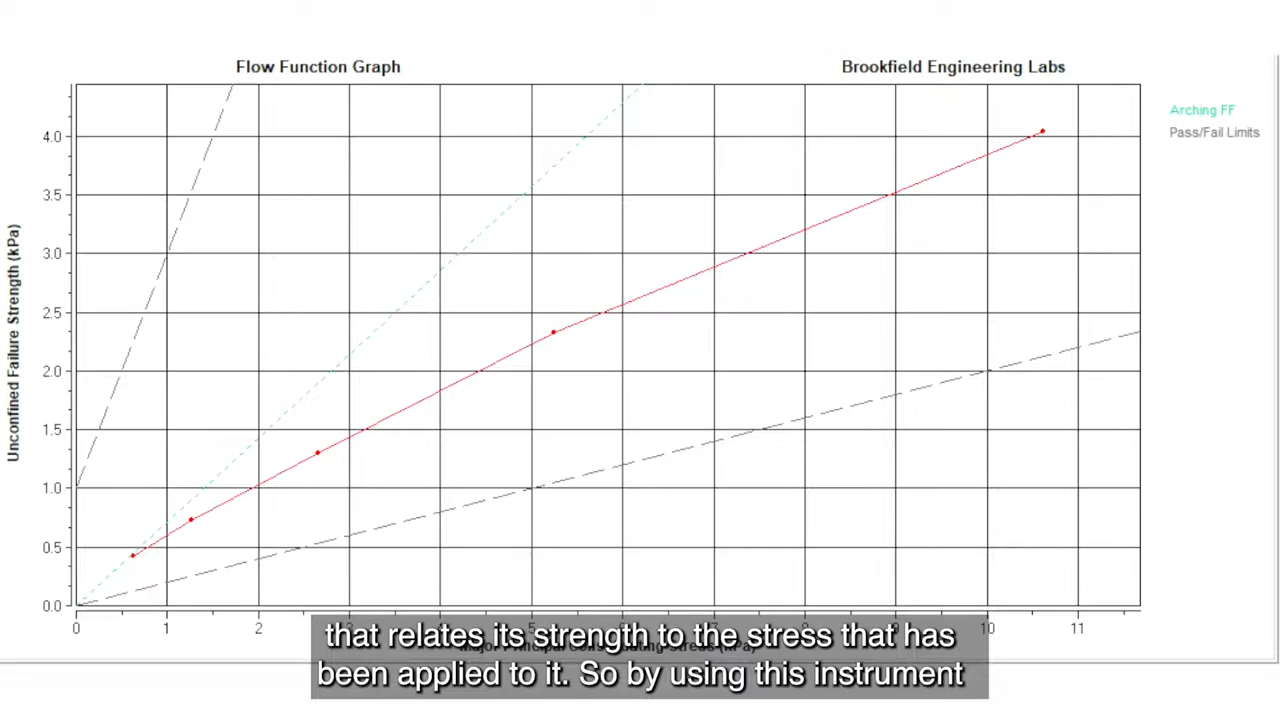 Flow Function Graph
Brookfield Engineering Labs
Arching FF
Pass/Fail Limits
Unconfined Failure Strength (kPa)
4.0
3.5
3.0
2.5
2.0
1.5
1.0
0.5
0.0
0 1 2 10 11
that relates its strength to the stress that has
been applied to it. So by using this instrument